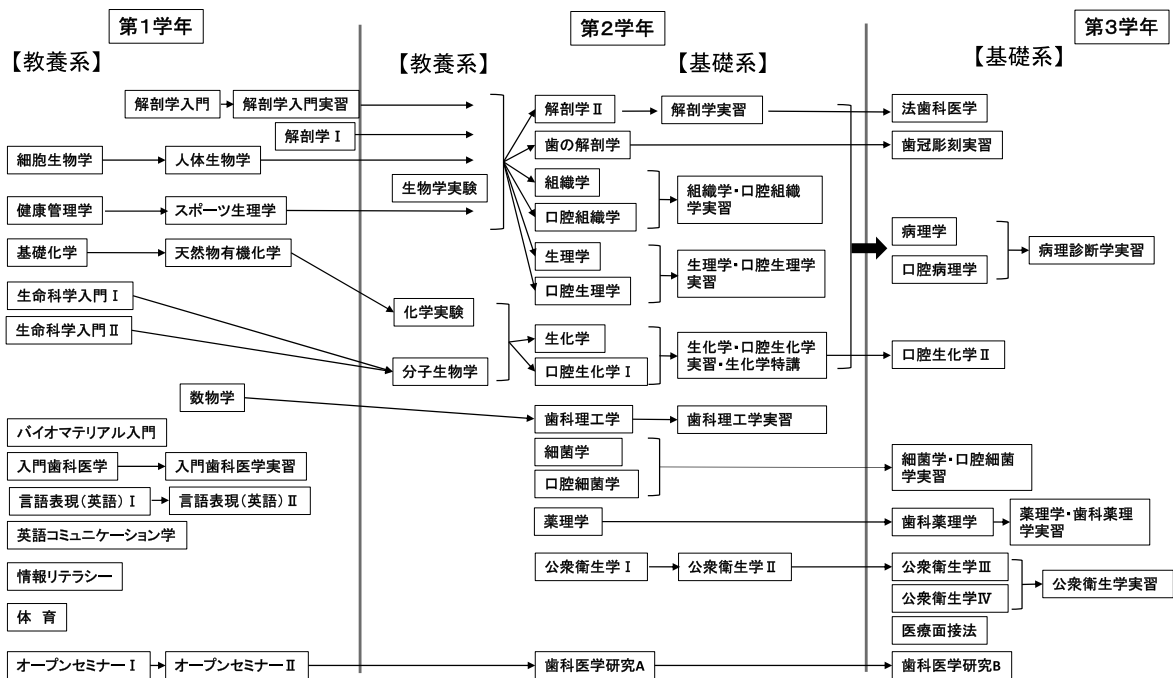 第1学年
第2学年
第3学年
【教養系】
【教養系】
【基礎系】
【基礎系】
解剖学入門
解剖学入門実習
解剖学Ⅰ
細胞生物学
人体生物学
健康管理学
スポーツ生理学
基礎化学
天然物有機化学
生命科学入門Ⅰ
生命科学入門Ⅱ
数物学
バイオマテリアル入門
入門歯科医学
入門歯科医学実習
言語表現(英語)Ⅰ
言語表現(英語)Ⅱ
英語コミュニケーション学
情報リテラシー
体 育
オープンセミナーⅠ
オープンセミナーⅡ
生物学実験
化学実験
分子生物学
解剖学Ⅱ
解剖学実習
歯の解剖学
組織学
口腔組織学
組織学・口腔組織
学実習
生理学
口腔生理学
生理学・口腔生理学
実習
生化学
口腔生化学Ⅰ
生化学・口腔生化学
実習・生化学特講
歯科理工学
歯科理工学実習
細菌学
口腔細菌学
薬理学
公衆衛生学Ⅰ
公衆衛生学Ⅱ
歯科医学研究A
法歯科医学
歯冠彫刻実習
病理学
口腔病理学
病理診断学実習
口腔生化学Ⅱ
細菌学・口腔細菌
学実習
歯科薬理学
薬理学・歯科薬理
学実習
公衆衛生学Ⅲ
公衆衛生学Ⅳ
公衆衛生学実習
医療面接法
歯科医学研究B